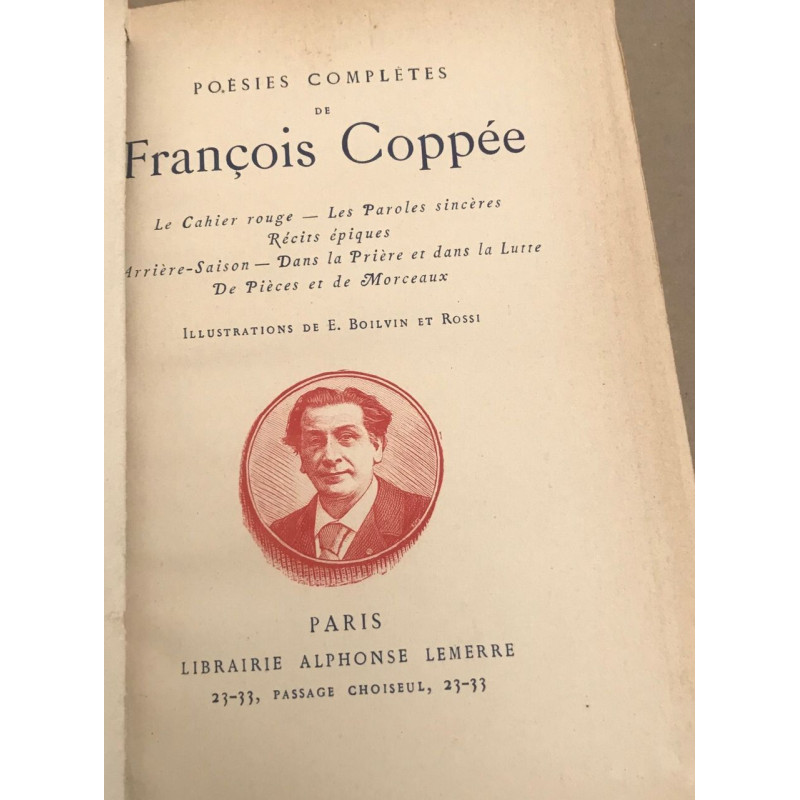 POÉSIES COMPLÈTES
DE
François Coppée
Le Cahier rouge — Les Paroles sincères
Récits épiques
Arrière-Saison — Dans la Prière et dans la Lutte
De Pièces et de Morceaux
ILLUSTRATIONS DE E. BOILVIN ET ROSSI
PARIS
LIBRAIRIE ALPHONSE LEMERRE
23-33, PASSAGE CHOISEUL, 23-33